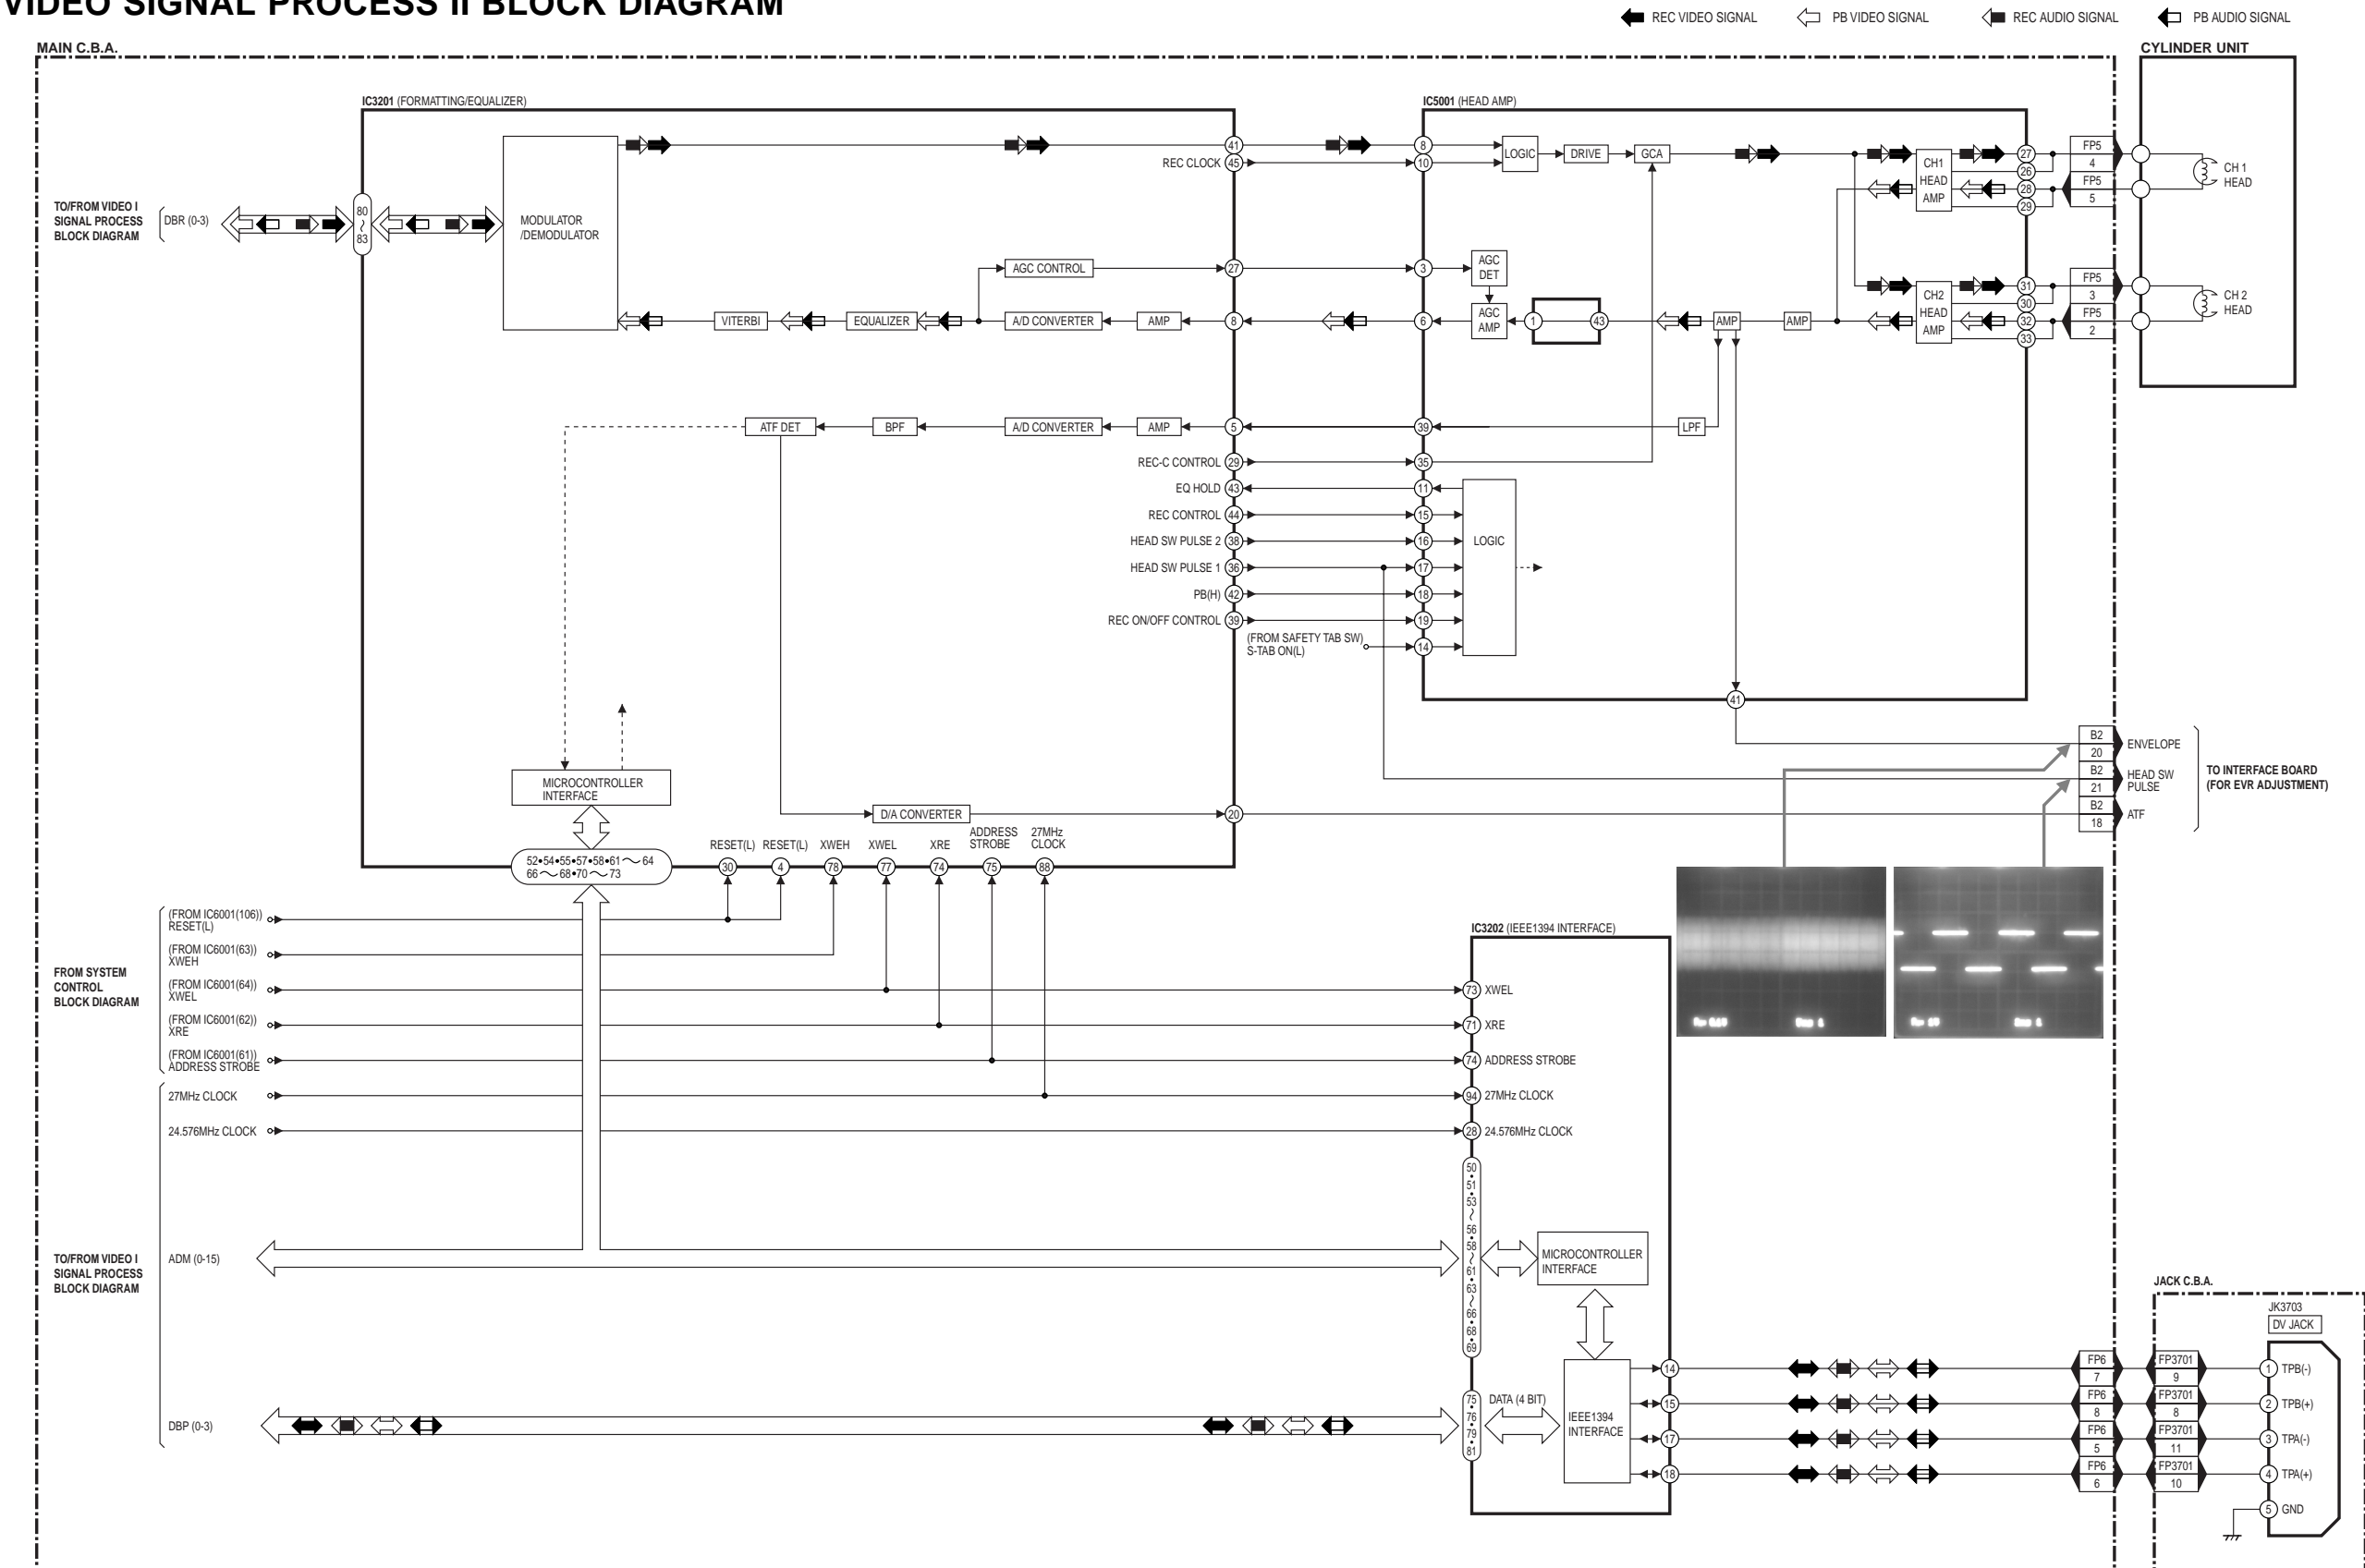 VIDEO SIGNAL PROCESS II BLOCK DIAGRAM
REC VIDEO SIGNAL
PB VIDEO SIGNAL
REC AUDIO SIGNAL
PB AUDIO SIGNAL
MAIN C.B.A.
CYLINDER UNIT
IC3201 (FORMATTING/EQUALIZER)
IC5001 (HEAD AMP)
TO/FROM VIDEO I
SIGNAL PROCESS
BLOCK DIAGRAM
DBR (0-3)
80
83
MODULATOR
/DEMODULATOR
41
REC CLOCK 45
AGC CONTROL
27
VITERBI
EQUALIZER
A/D CONVERTER
AMP
8
ATF DET
BPF
A/D CONVERTER
AMP
5
REC-C CONTROL 29
EQ HOLD 43
REC CONTROL 44
HEAD SW PULSE 2 38
HEAD SW PULSE 1 36
PB(H) 42
REC ON/OFF CONTROL 39
(FROM SAFETY TAB SW)
S-TAB ON(L)
8
10
LOGIC
DRIVE
GCA
3
AGC
DET
6
AGC
AMP
1
43
AMP
AMP
39
LPF
35
11
15
16
17
18
19
14
LOGIC
41
CH1
HEAD
AMP
27
26
28
29
CH2
HEAD
AMP
31
30
32
33
FP5
4
FP5
5
FP5
3
FP5
2
CH 1
HEAD
CH 2
HEAD
MICROCONTROLLER
INTERFACE
D/A CONVERTER
20
52•54•55•57•58•61～64
66～68•70～73
RESET(L)
30
RESET(L)
4
XWEH
78
XWEL
77
XRE
74
ADDRESS
STROBE
75
27MHz
CLOCK
88
B2
20
ENVELOPE
B2
21
HEAD SW
PULSE
B2
18
ATF
TO INTERFACE BOARD
(FOR EVR ADJUSTMENT)
FROM SYSTEM
CONTROL
BLOCK DIAGRAM
(FROM IC6001(106))
RESET(L)
(FROM IC6001(63))
XWEH
(FROM IC6001(64))
XWEL
(FROM IC6001(62))
XRE
(FROM IC6001(61))
ADDRESS STROBE
27MHz CLOCK
24.576MHz CLOCK
TO/FROM VIDEO I
SIGNAL PROCESS
BLOCK DIAGRAM
ADM (0-15)
DBP (0-3)
IC3202 (IEEE1394 INTERFACE)
73 XWEL
71 XRE
74 ADDRESS STROBE
94 27MHz CLOCK
28 24.576MHz CLOCK
50
51
53
56
58
61
63
66
68
69
MICROCONTROLLER
INTERFACE
75
76
79
81
DATA (4 BIT)
IEEE1394
INTERFACE
14
15
17
18
FP6
7
FP6
8
FP6
5
FP6
6
JACK C.B.A.
JK3703
DV JACK
FP3701
9
FP3701
8
FP3701
11
FP3701
10
1 TPB(-)
2 TPB(+)
3 TPA(-)
4 TPA(+)
5 GND